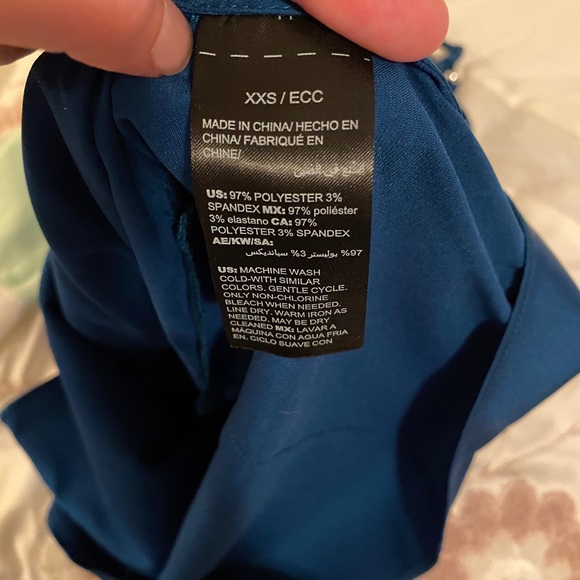 XXS / ECC
MADE IN CHINA/ HECHO EN
CHINA/ FABRIQUÉ EN
CHINE/
صنع في الصين
US: 97% POLYESTER 3%
SPANDEX MX: 97% poliéster
3% elastano CA: 97%
POLYESTER 3% SPANDEX
AE/KW/SA:
97% بوليستر 3% سبانديكس
US: MACHINE WASH
COLD-WITH SIMILAR
COLORS. GENTLE CYCLE.
ONLY NON-CHLORINE
BLEACH WHEN NEEDED.
LINE DRY. WARM IRON AS
NEEDED. MAY BE DRY
CLEANED MX: LAVAR A
MÁQUINA CON AGUA FRIA
EN. CICLO SUAVE CON